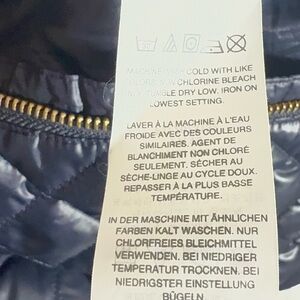 MACHINE WASH COLD WITH LIKE
COLORS. NON CHLORINE BLEACH
ONLY. TUMBLE DRY LOW. IRON ON
LOWEST SETTING.
LAVER À LA MACHINE À L'EAU
FROIDE AVEC DES COULEURS
SIMILAIRES. AGENT DE
BLANCHIMENT NON CHLORÉ
SEULEMENT. SÉCHER AU
SÈCHE-LINGE AU CYCLE DOUX.
REPASSER À LA PLUS BASSE
TEMPÉRATURE.
IN DER MASCHINE MIT ÄHNLICHEN
FARBEN KALT WASCHEN. NUR
CHLORFREIES BLEICHMITTEL
VERWENDEN. BEI NIEDRIGER
TEMPERATUR TROCKNEN. BEI
NIEDRIGSTER EINSTELLUNG
BÜGELN